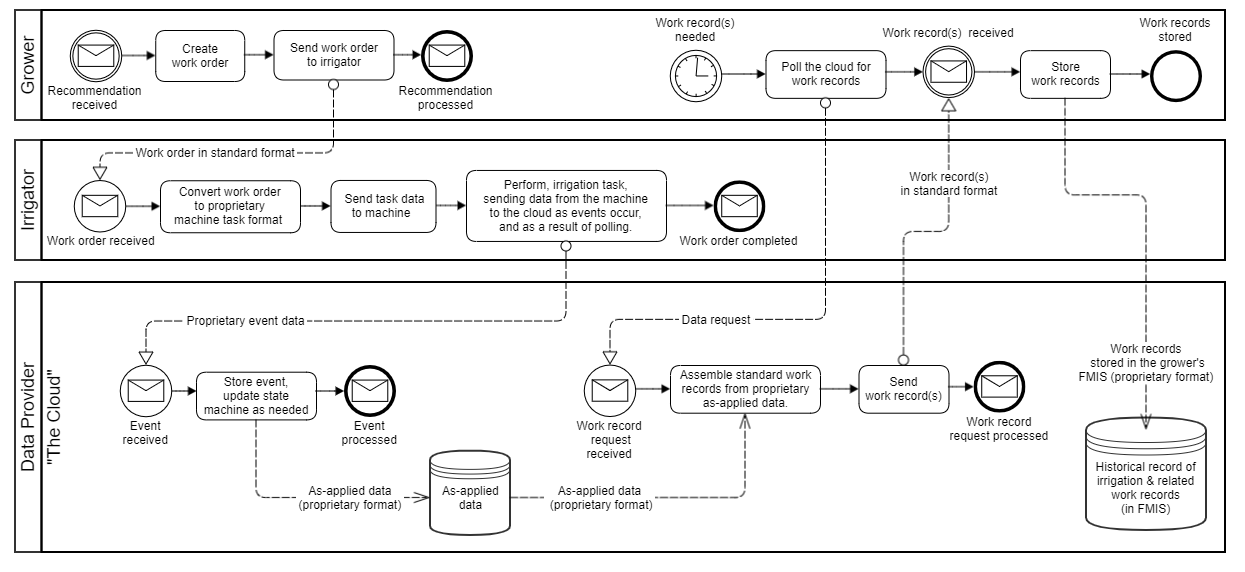 Grower
Recommendation
received
Create
work order
Send work order
to irrigator
Recommendation
processed
Work record(s)
needed
Poll the cloud for
work records
Work record(s)  received
Store
work records
Work records
stored
Irrigator
Work order in standard format
Work order received
Convert work order
to proprietary
machine task format
Send task data
to machine
Perform, irrigation task,
sending data from the machine
to the cloud as events occur,
and as a result of polling.
Work order completed
Work record(s)
in standard format
Data Provider
"The Cloud"
Proprietary event data
Event
received
Store event,
update state
machine as needed
Event
processed
As-applied data
(proprietary format)
As-applied
data
As-applied data
(proprietary format)
Data request
Work record
request
received
Assemble standard work
records from proprietary
as-applied data.
Send
work record(s)
Work record
request processed
Work records
stored in the grower's
FMIS (proprietary format)
Historical record of
irrigation & related
work records
(in FMIS)